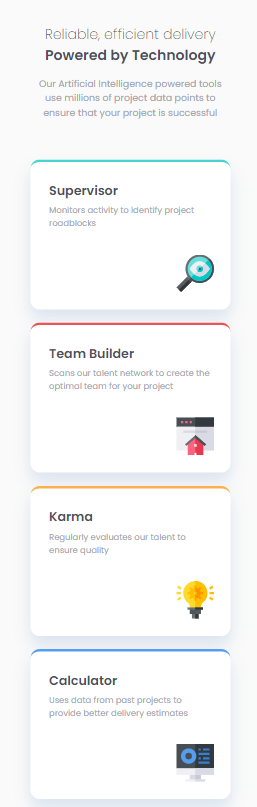 Reliable, efficient delivery
Powered by Technology
Our Artificial Intelligence powered tools
use millions of project data points to
ensure that your project is successful
Supervisor
Monitors activity to identify project
roadblocks
Team Builder
Scans our talent network to create the
optimal team for your project
Karma
Regularly evaluates our talent to
ensure quality
Calculator
Uses data from past projects to
provide better delivery estimates